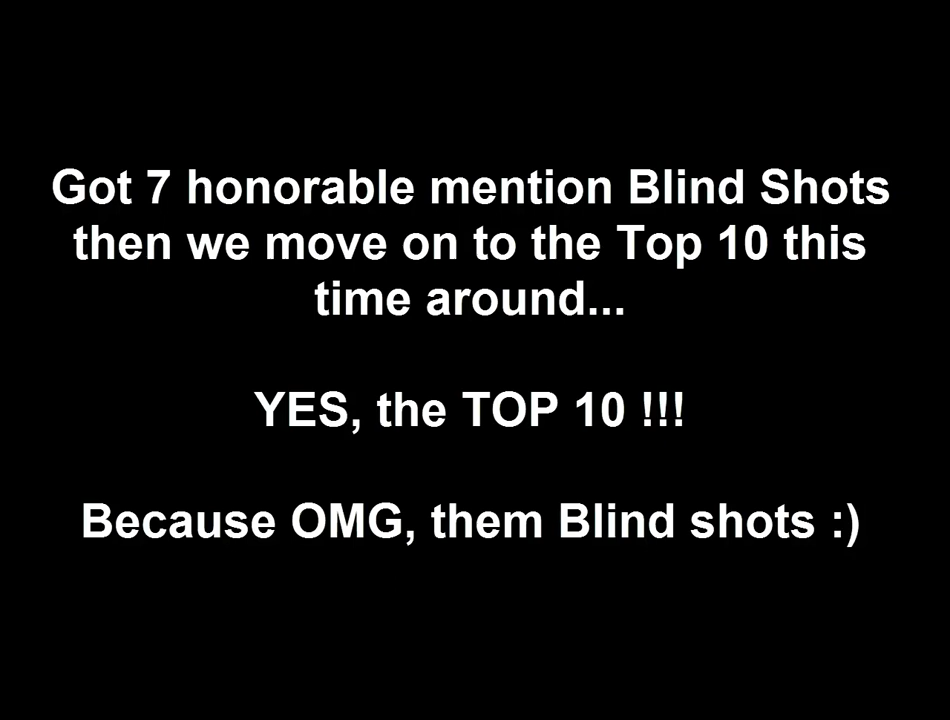 Got 7 honorable mention Blind Shots
then we move on to the Top 10 this
time around...
YES, the TOP 10 !!!
Because OMG, them Blind shots :)